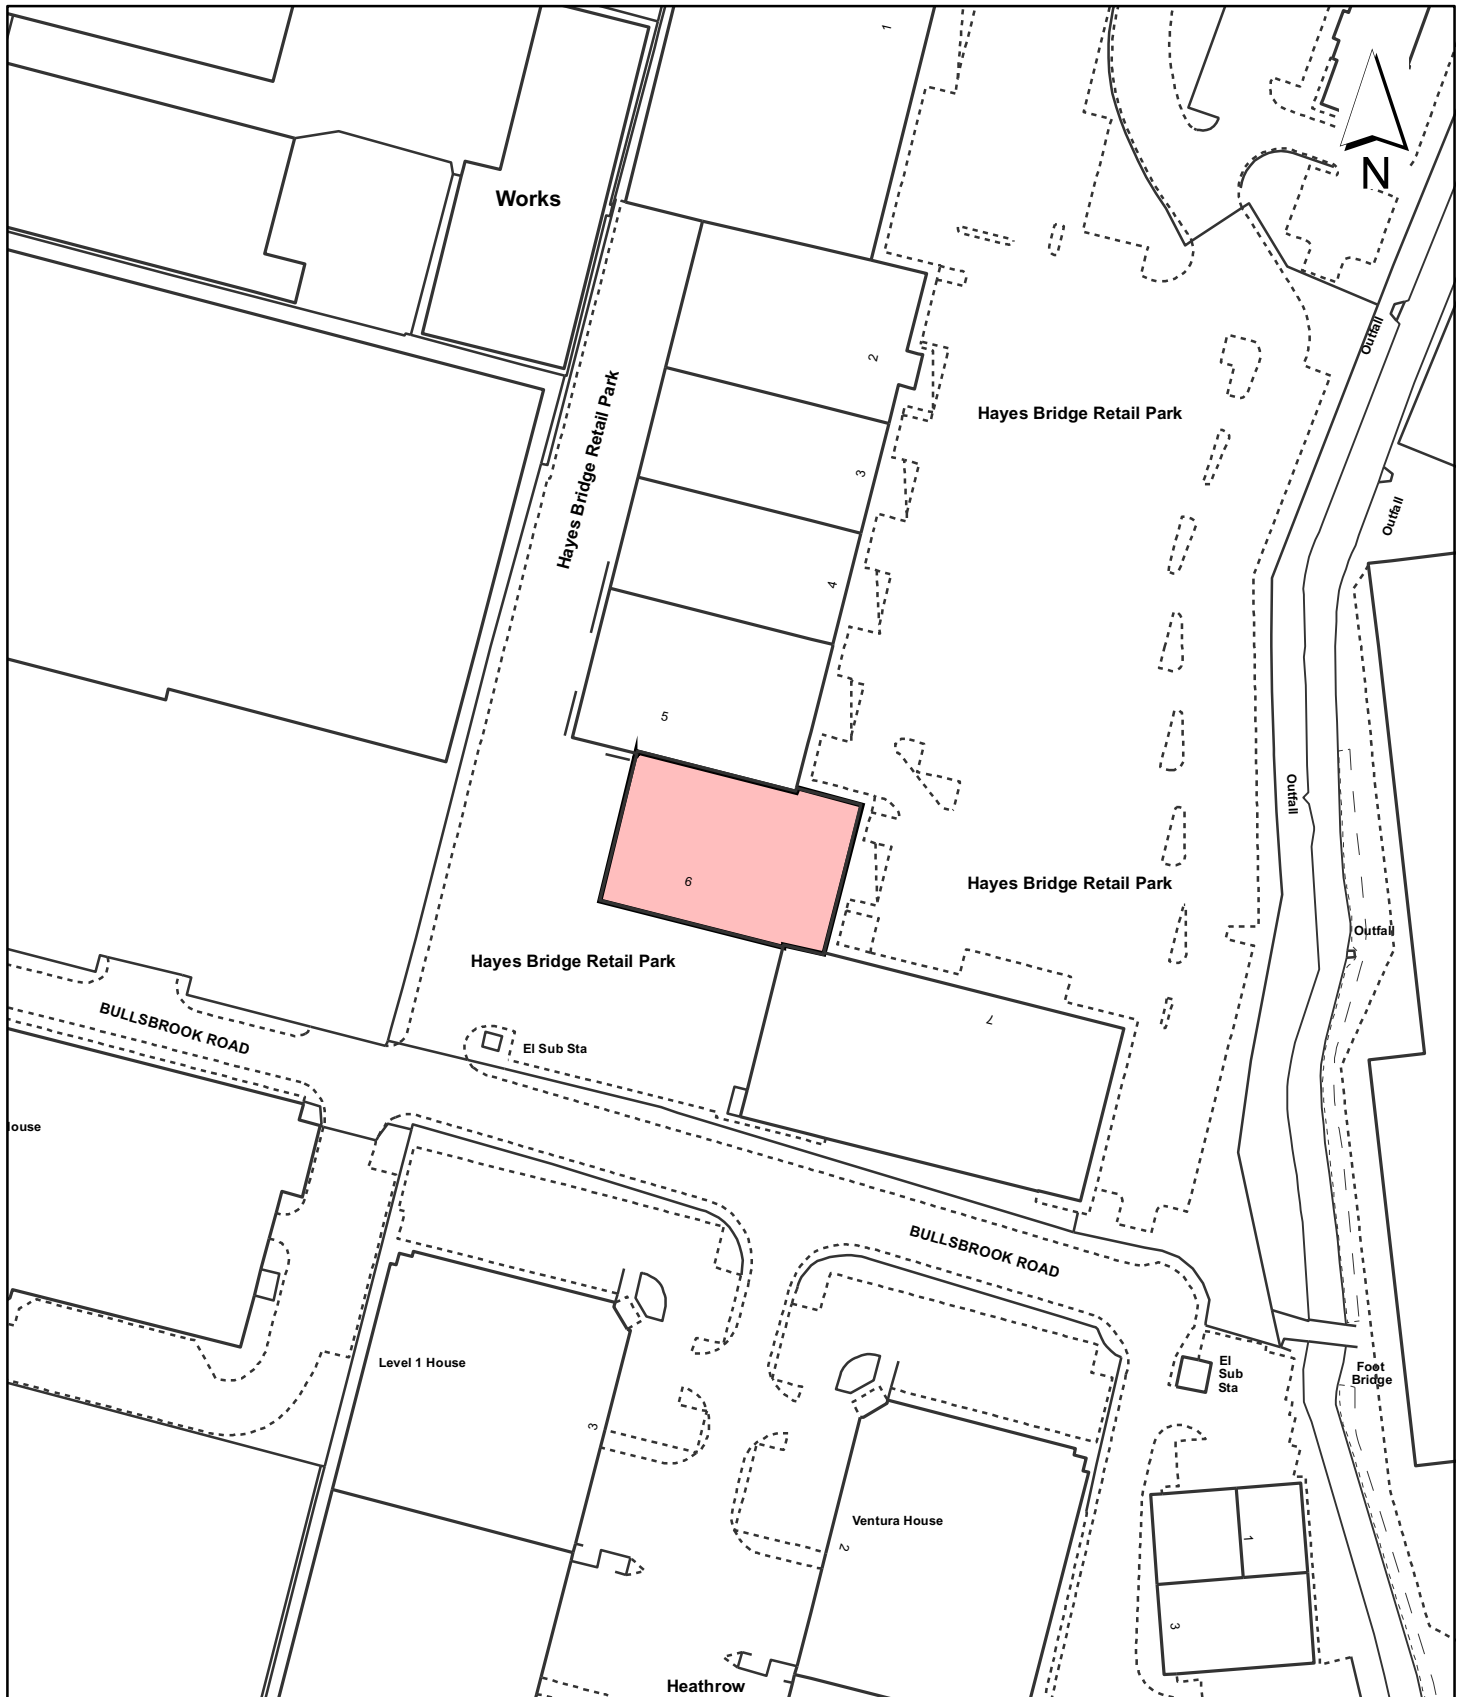 1
N
Works
Outfall
2
Hayes Bridge Retail Park
Hayes Bridge Retail Park
3
Outfall
4
5
Outfall
6
Hayes Bridge Retail Park
Outfall
Hayes Bridge Retail Park
BULLSBROOK ROAD
7
El Sub Sta
louse
BULLSBROOK ROAD
Level 1 House
El
Sub
Sta
Foot
Bridge
3
Ventura House
2
1
3
Heathrow